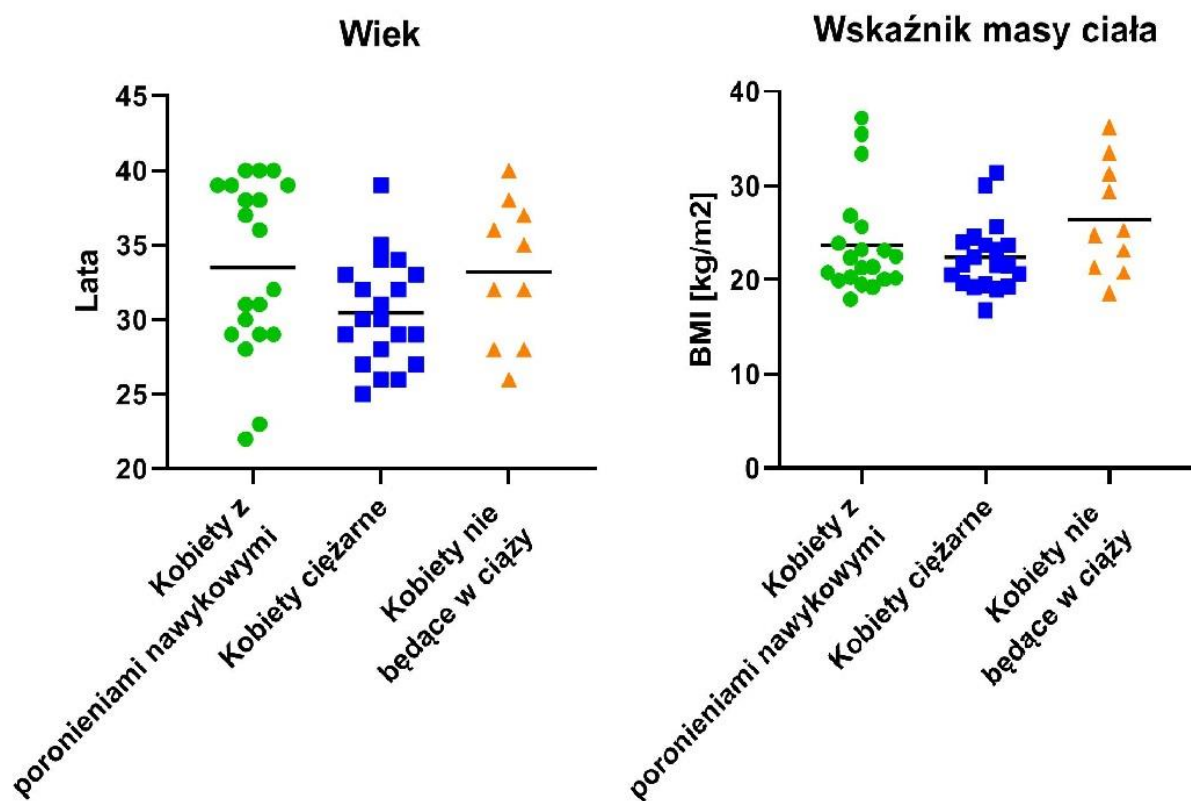 Wiek
Lata
45
40
35
30
25
20
Kobiety z
poronieniami nawykowymi
Kobiety ciężarne
Kobiety nie
będące w ciąży
Wskaźnik masy ciała
BMI [kg/m2]
40
30
20
10
0
Kobiety z
poronieniami nawykowymi
Kobiety ciężarne
Kobiety nie
będące w ciąży